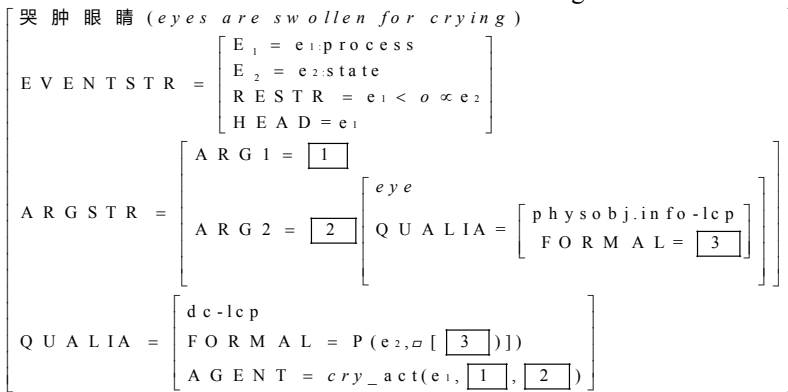 哭肿眼睛(eyes are swollen for crying)
E1 = e1:process
E2 = e2:state
EVENTSTR =
RESTR = e1 < o ∝ e2
HEAD=e1
ARG1 = 1
eye
ARGSTR =
ARG2 = 2
QUALIA =
physobj.info-lcp
FORMAL= 3
dc-lcp
QUALIA = FORMAL = P(e2,▱ [ 3 )])
AGENT = cry_act(e1, 1 , 2 )